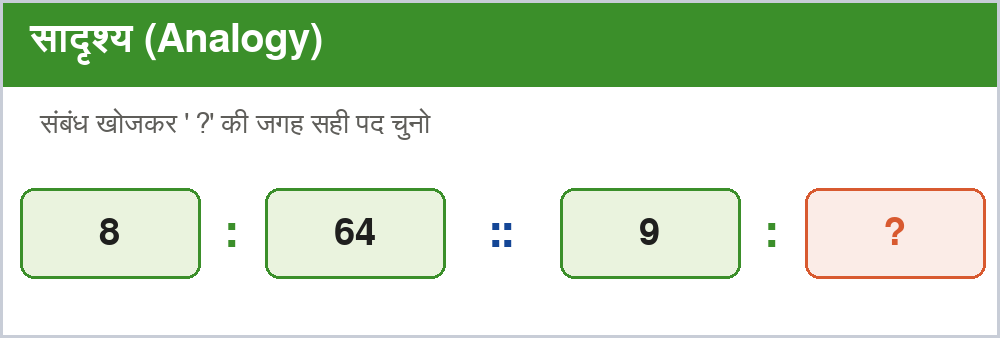 सादृश्य (Analogy)
संबंध खोजकर ' ?' की जगह सही पद चुनो
8 : 64 :: 9 : ?